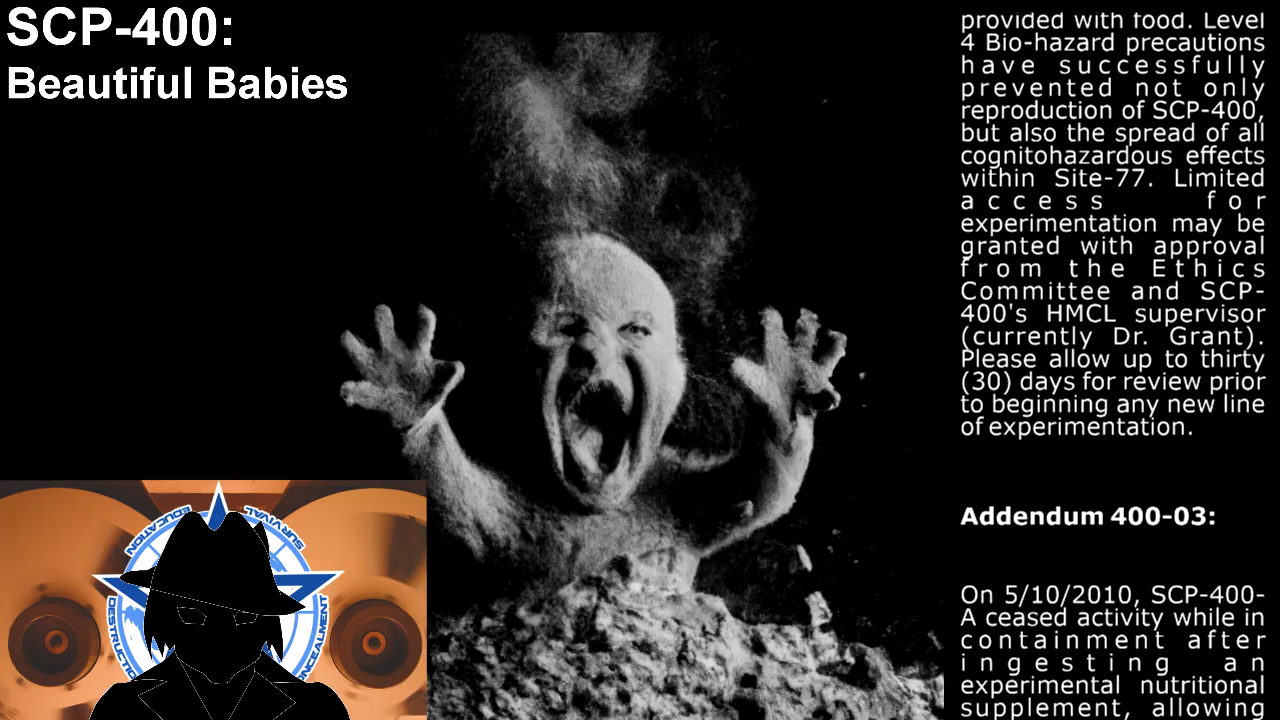 SCP-400:
Beautiful Babies
provided with food. Level
4 Bio-hazard precautions
have successfully
prevented not only
reproduction of SCP-400,
but also the spread of all
cognitohazardous effects
within Site-77. Limited
access for
experimentation may be
granted with approval
from the Ethics
Committee and SCP-
400's HMCL supervisor
(currently Dr. Grant).
Please allow up to thirty
(30) days for review prior
to beginning any new line
of experimentation.
Addendum 400-03:
On 5/10/2010, SCP-400-
A ceased activity while in
containment after
ingesting an
experimental nutritional
supplement, allowing
EDUCATION
SURVIVAL